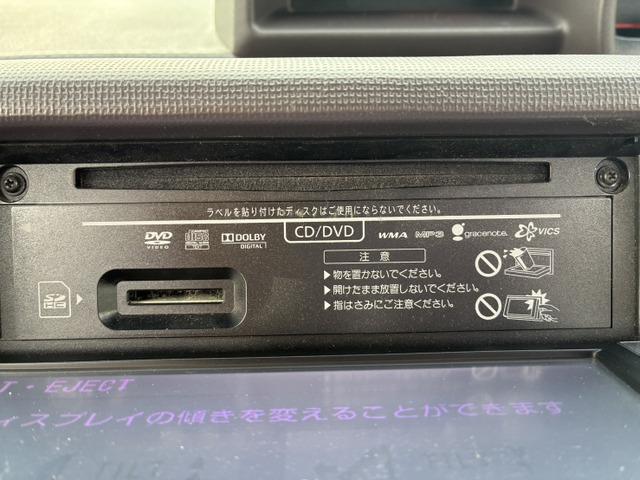 ラベルを貼り付けたディスクはご使用にならないでください。
DVD VIDEO COMPACT disc DOLBY DIGITAL CD/DVD WMA MP3 gracenote. VICS
注 意
▶物を置かないでください。
▶開けたまま放置しないでください。
▶指はさみにご注意ください。
SD HC
T・EJECT
ィスプレイの傾きを変えることができます